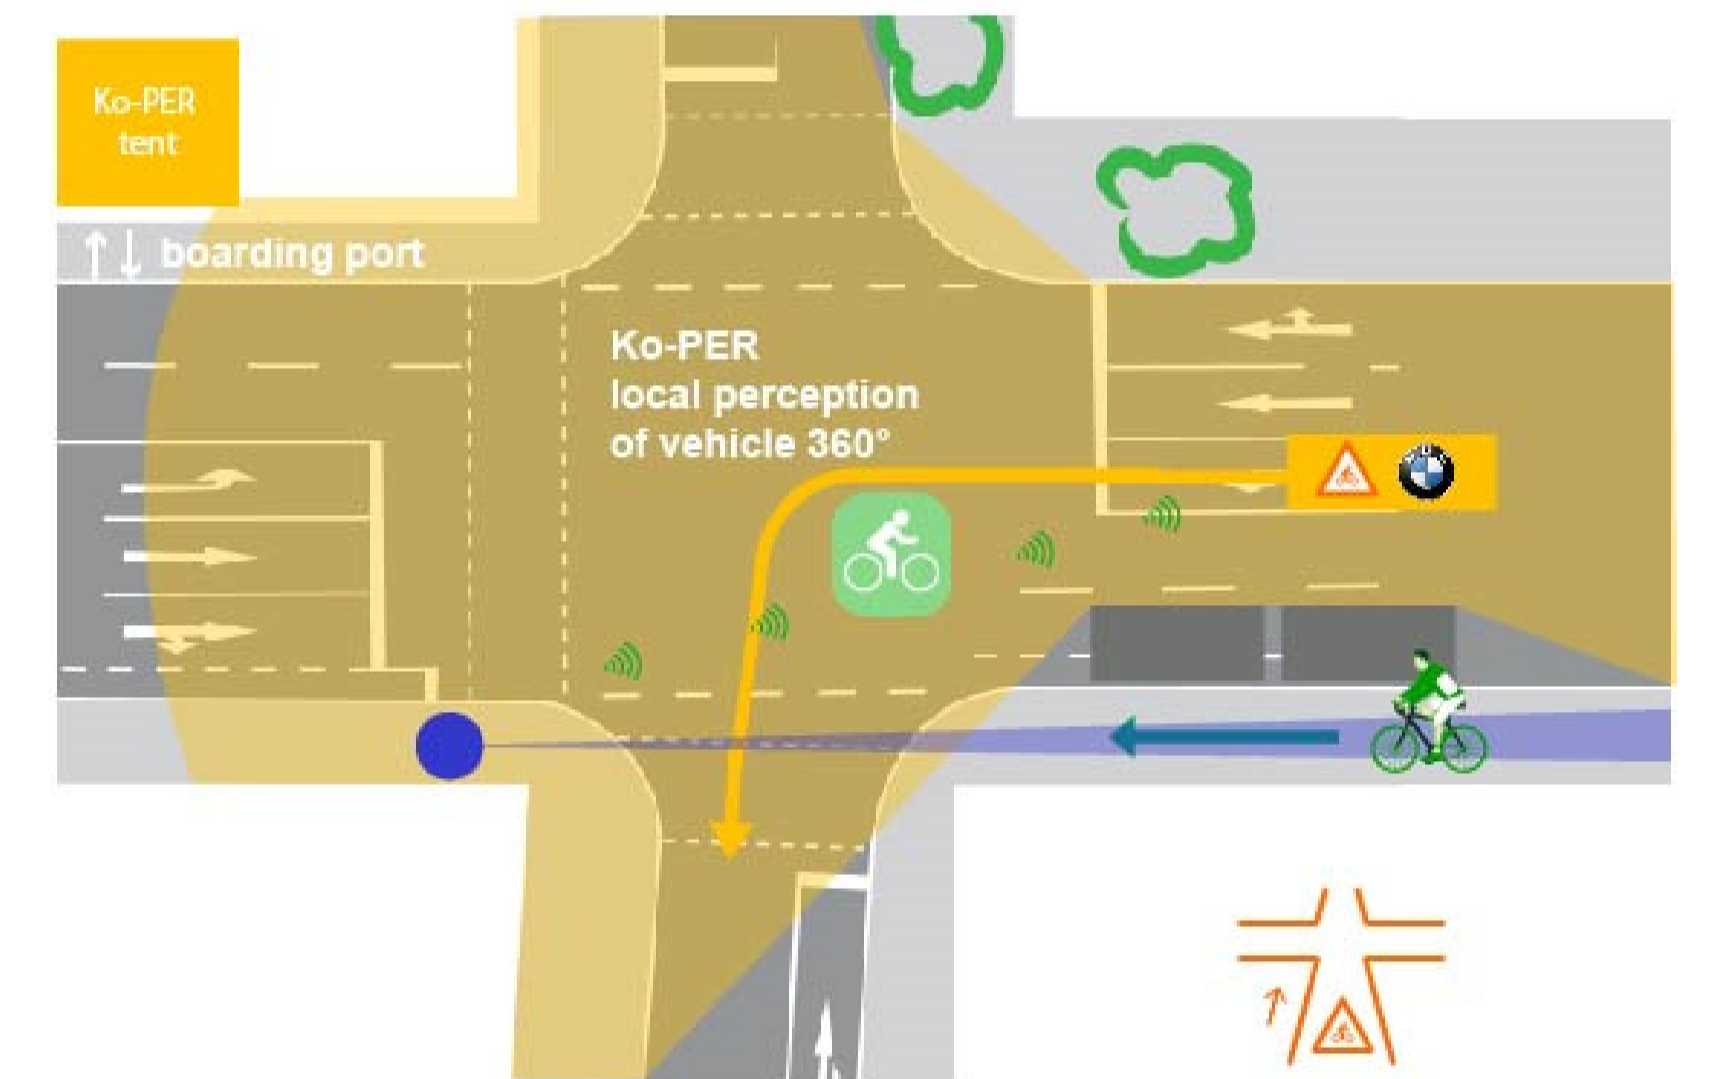 Ko-PER
tent
boarding port
Ko-PER
local perception
of vehicle 360°